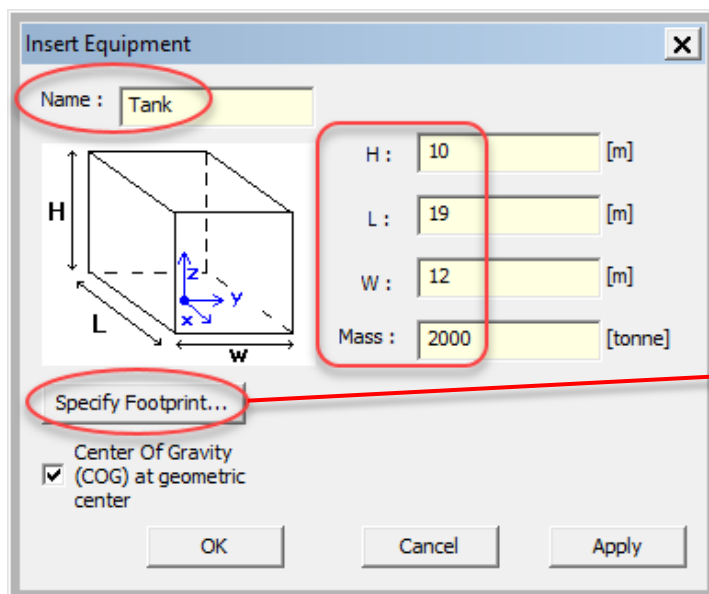 Insert Equipment
Name : Tank
H : 10 [m]
L : 19 [m]
W : 12 [m]
Mass : 2000 [tonne]
H
L
W
z
y
x
Specify Footprint...
Center Of Gravity
(COG) at geometric
center
OK Cancel Apply